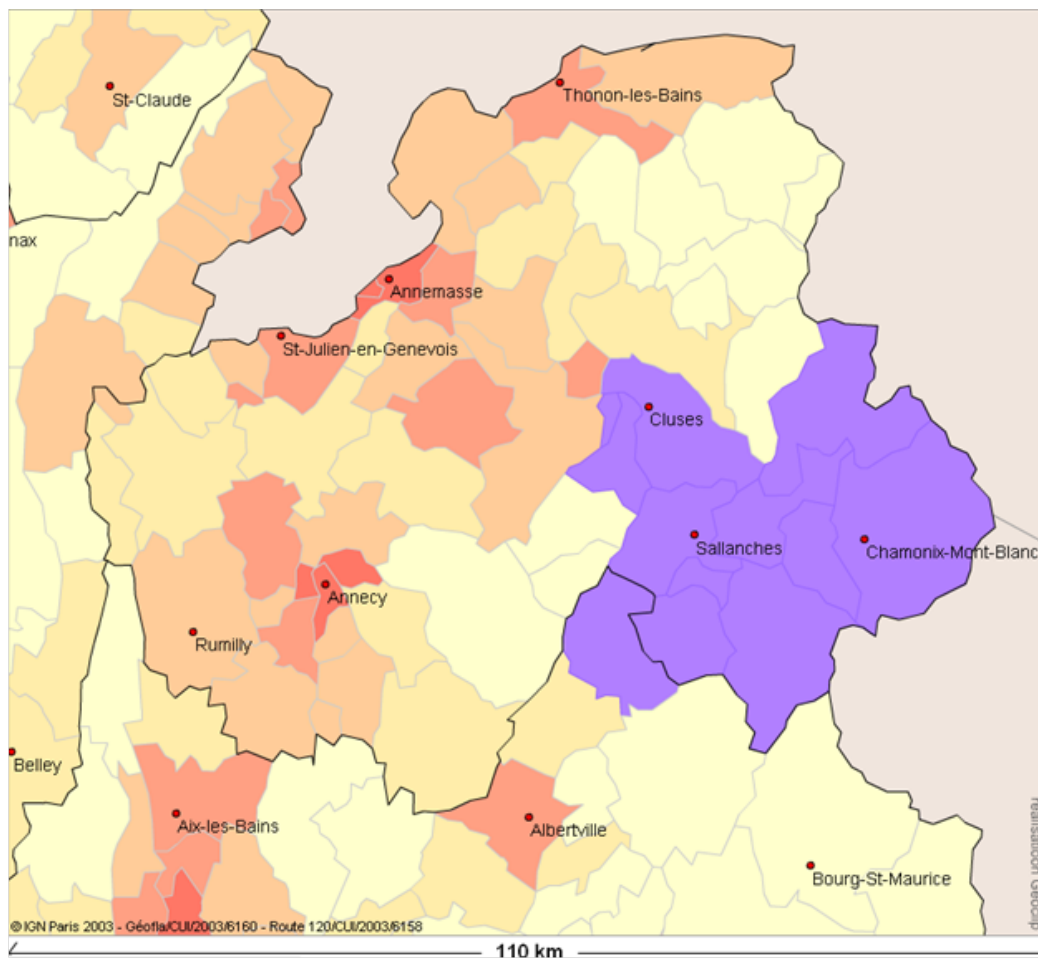 St-Claude
Thonon-les-Bains
nax
Annemasse
St-Julien-en-Genevois
Cluses
Sallanches
Chamonix-Mont-Blanc
Annecy
Rumilly
Belley
Aix-les-Bains
Albertville
Bourg-St-Maurice
réalisation Géoclip
© IGN Paris 2003 - Géofla/CUI/2003/6160 - Route 120/CUI/2003/6158
110 km